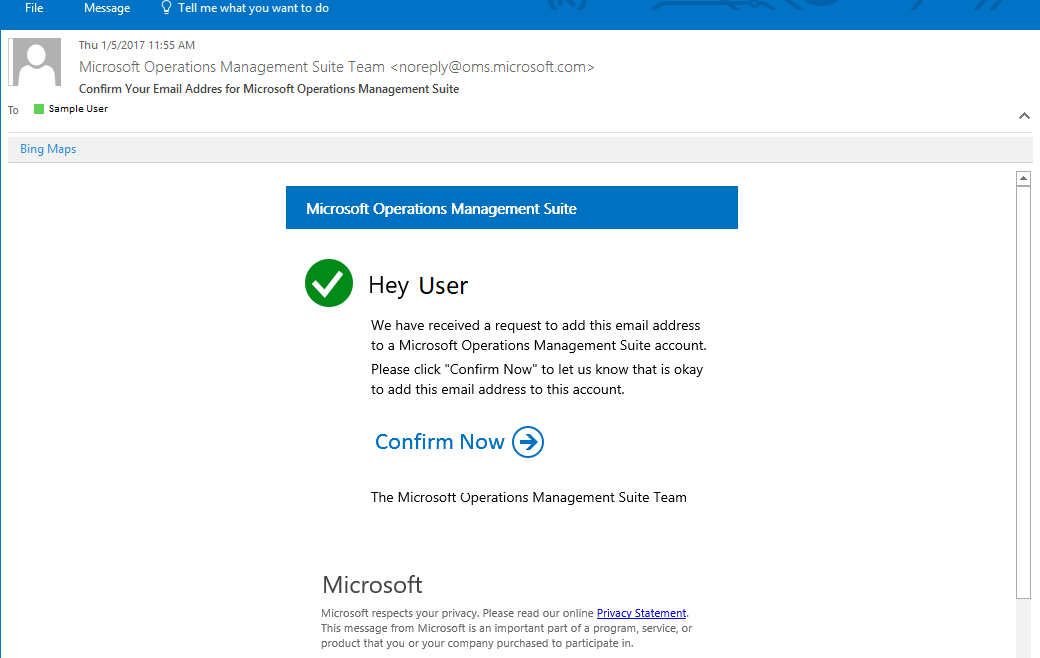 File Message Tell me what you want to do
Thu 1/5/2017 11:55 AM
Microsoft Operations Management Suite Team <noreply@oms.microsoft.com>
Confirm Your Email Addres for Microsoft Operations Management Suite
To Sample User
Bing Maps
Microsoft Operations Management Suite
Hey User
We have received a request to add this email address
to a Microsoft Operations Management Suite account.
Please click "Confirm Now" to let us know that is okay
to add this email address to this account.
Confirm Now
The Microsoft Operations Management Suite Team
Microsoft
Microsoft respects your privacy. Please read our online Privacy Statement.
This message from Microsoft is an important part of a program, service, or
product that you or your company purchased to participate in.